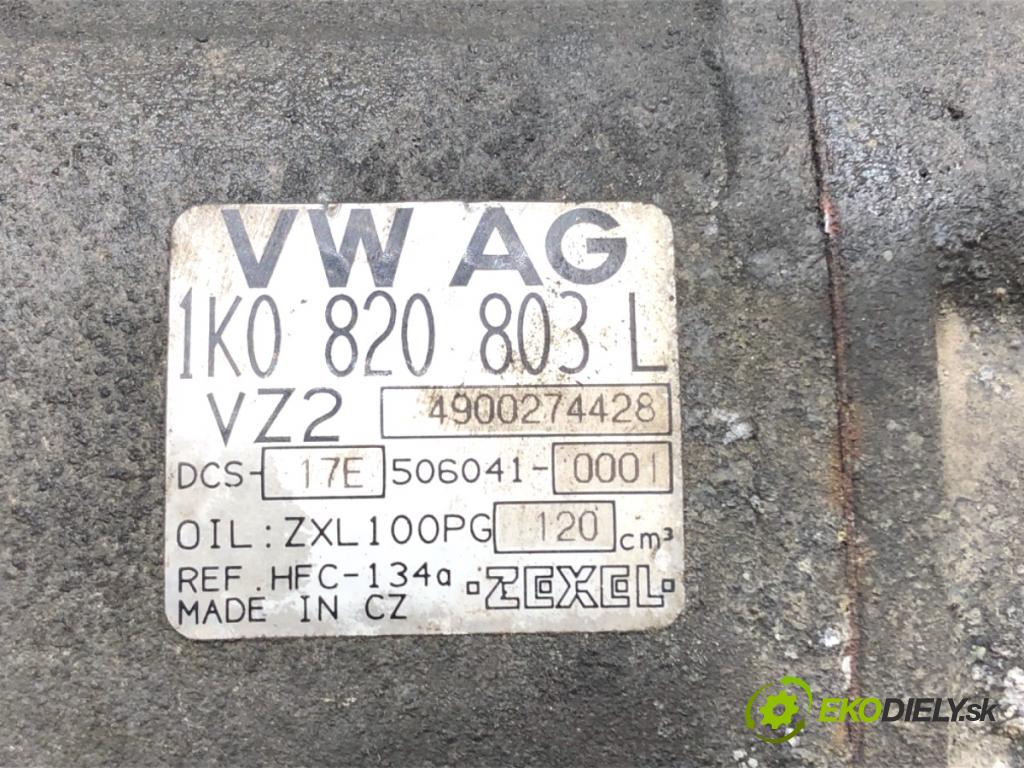 VW AG
1K0 820 803 L
VZ2 4900274428
DCS- 17E 506041- 0001
OIL: ZXL100PG 120 cm³
REF. HFC-134a ·ZEXEL·
MADE IN CZ
EKODIELY.sk